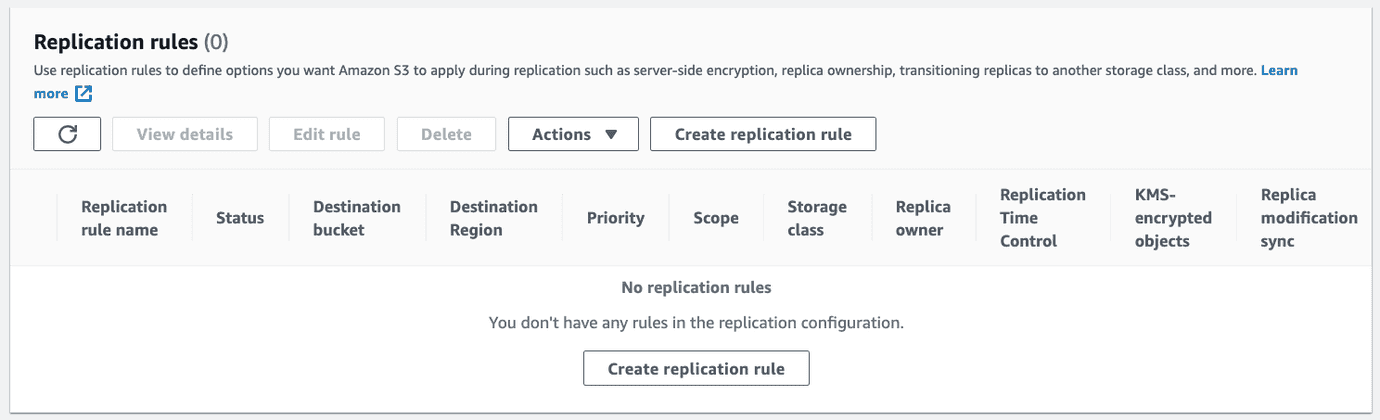 Replication rules (0)
Use replication rules to define options you want Amazon S3 to apply during replication such as server-side encryption, replica ownership, transitioning replicas to another storage class, and more. Learn
more
View details
Edit rule
Delete
Actions
Create replication rule
Replication
rule name
Status
Destination
bucket
Destination
Region
Priority
Scope
Storage
class
Replica
owner
Replication
Time
Control
KMS-
encrypted
objects
Replica
modification
sync
No replication rules
You don't have any rules in the replication configuration.
Create replication rule